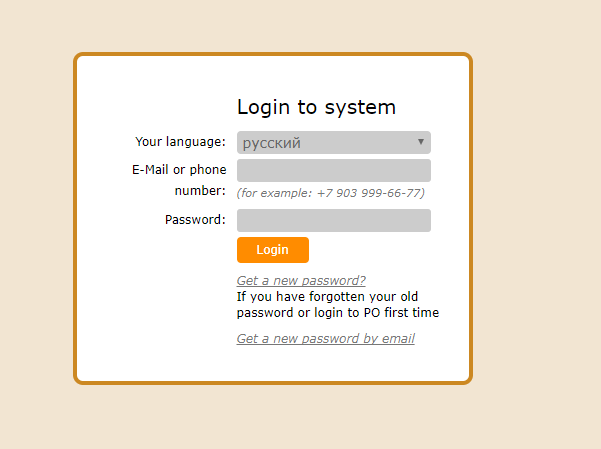 Login to system
Your language:
русский
E-Mail or phone
number:
(for example: +7 903 999-66-77)
Password:
Login
Get a new password?
If you have forgotten your old
password or login to PO first time
Get a new password by email